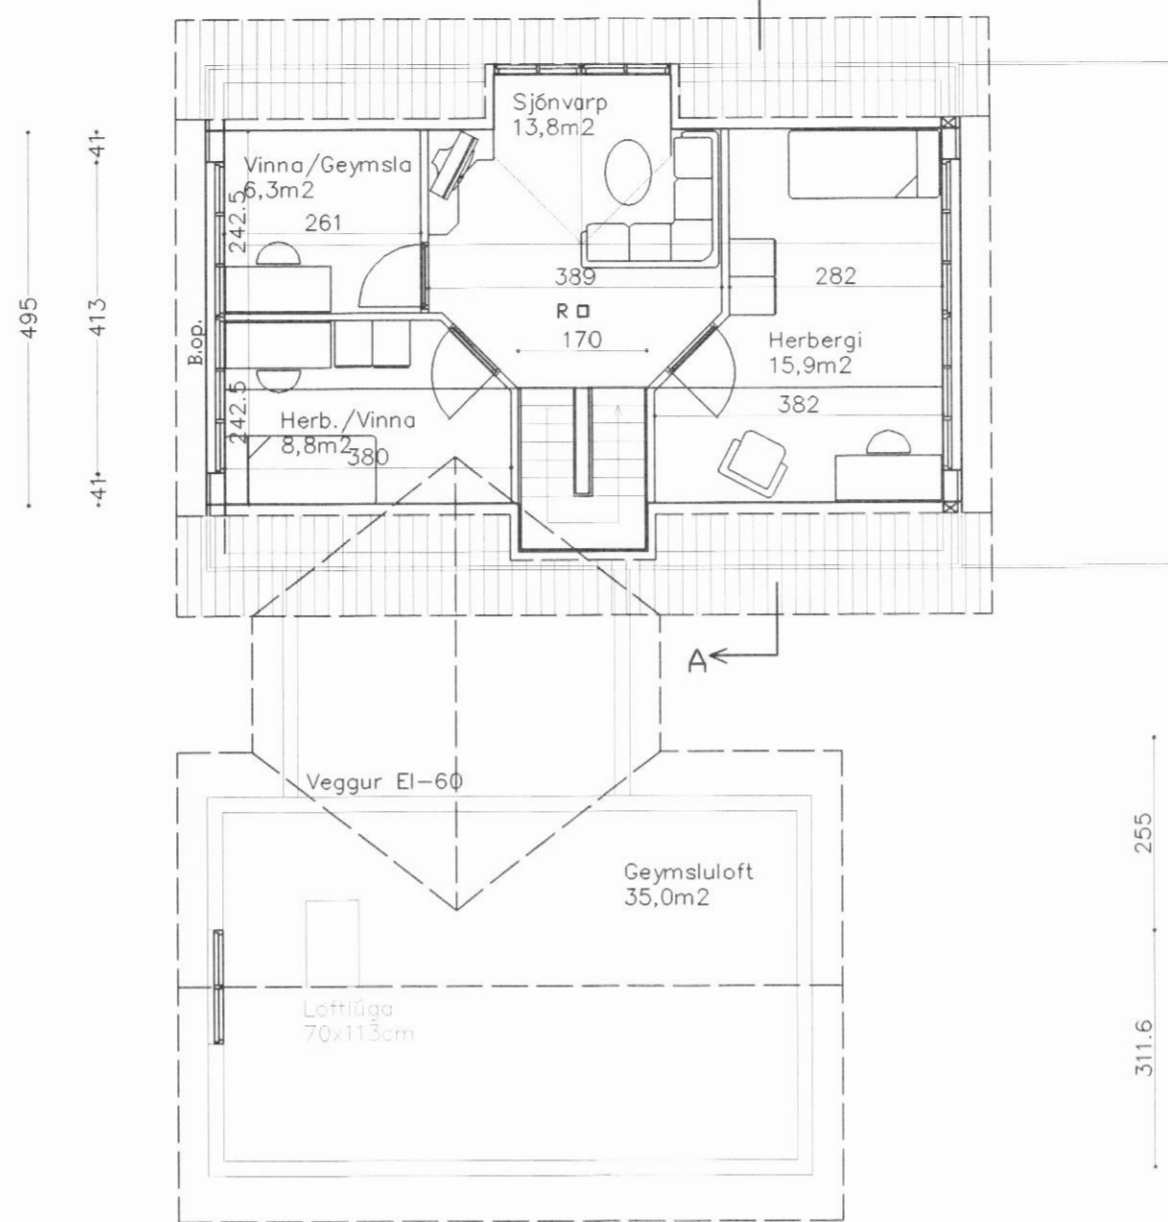 Sjónvarp
13,8m2
Vinna/Geymsla
6,3m2
242.5
261
389
282
R
170
Herbergi
15,9m2
382
242.5
Herb./Vinna
8,8m2
380
B.op.
41
413
41
495
A
Veggur EI-60
Geymsluloft
35,0m2
Loftlúga
70x113cm
255
311.6